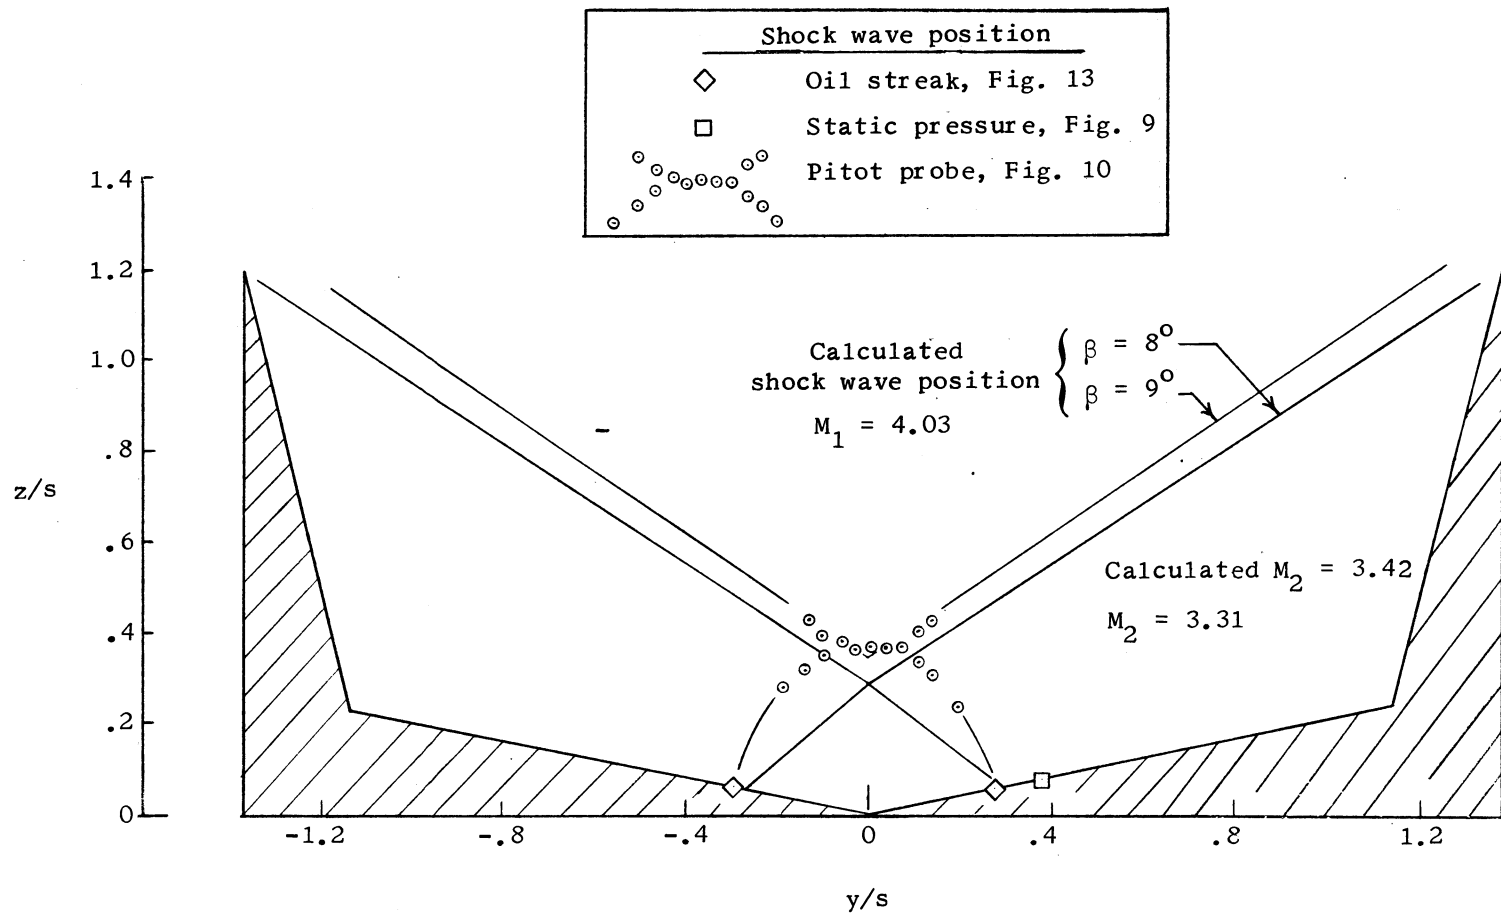 Shock wave position
Oil streak, Fig. 13
Static pressure, Fig. 9
Pitot probe, Fig. 10
1.4
1.2
1.0
.8
.6
.4
.2
0
z/s
Calculated
shock wave position
M1 = 4.03
β = 8°
β = 9°
Calculated M2 = 3.42
M2 = 3.31
-1.2
-.8
-.4
0
.4
.8
1.2
y/s